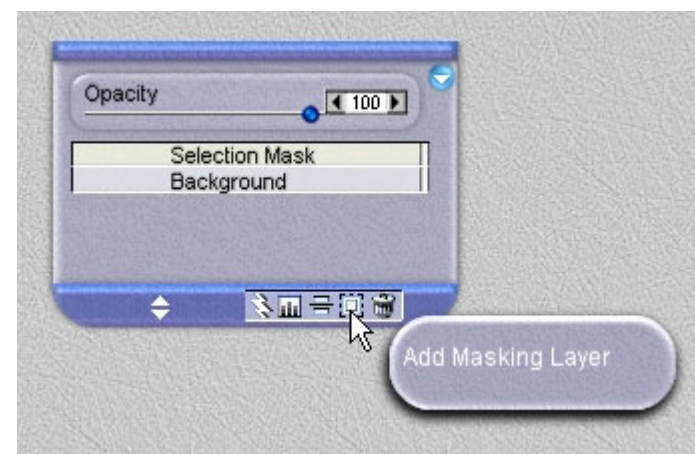 Opacity
100
Selection Mask
Background
Add Masking Layer